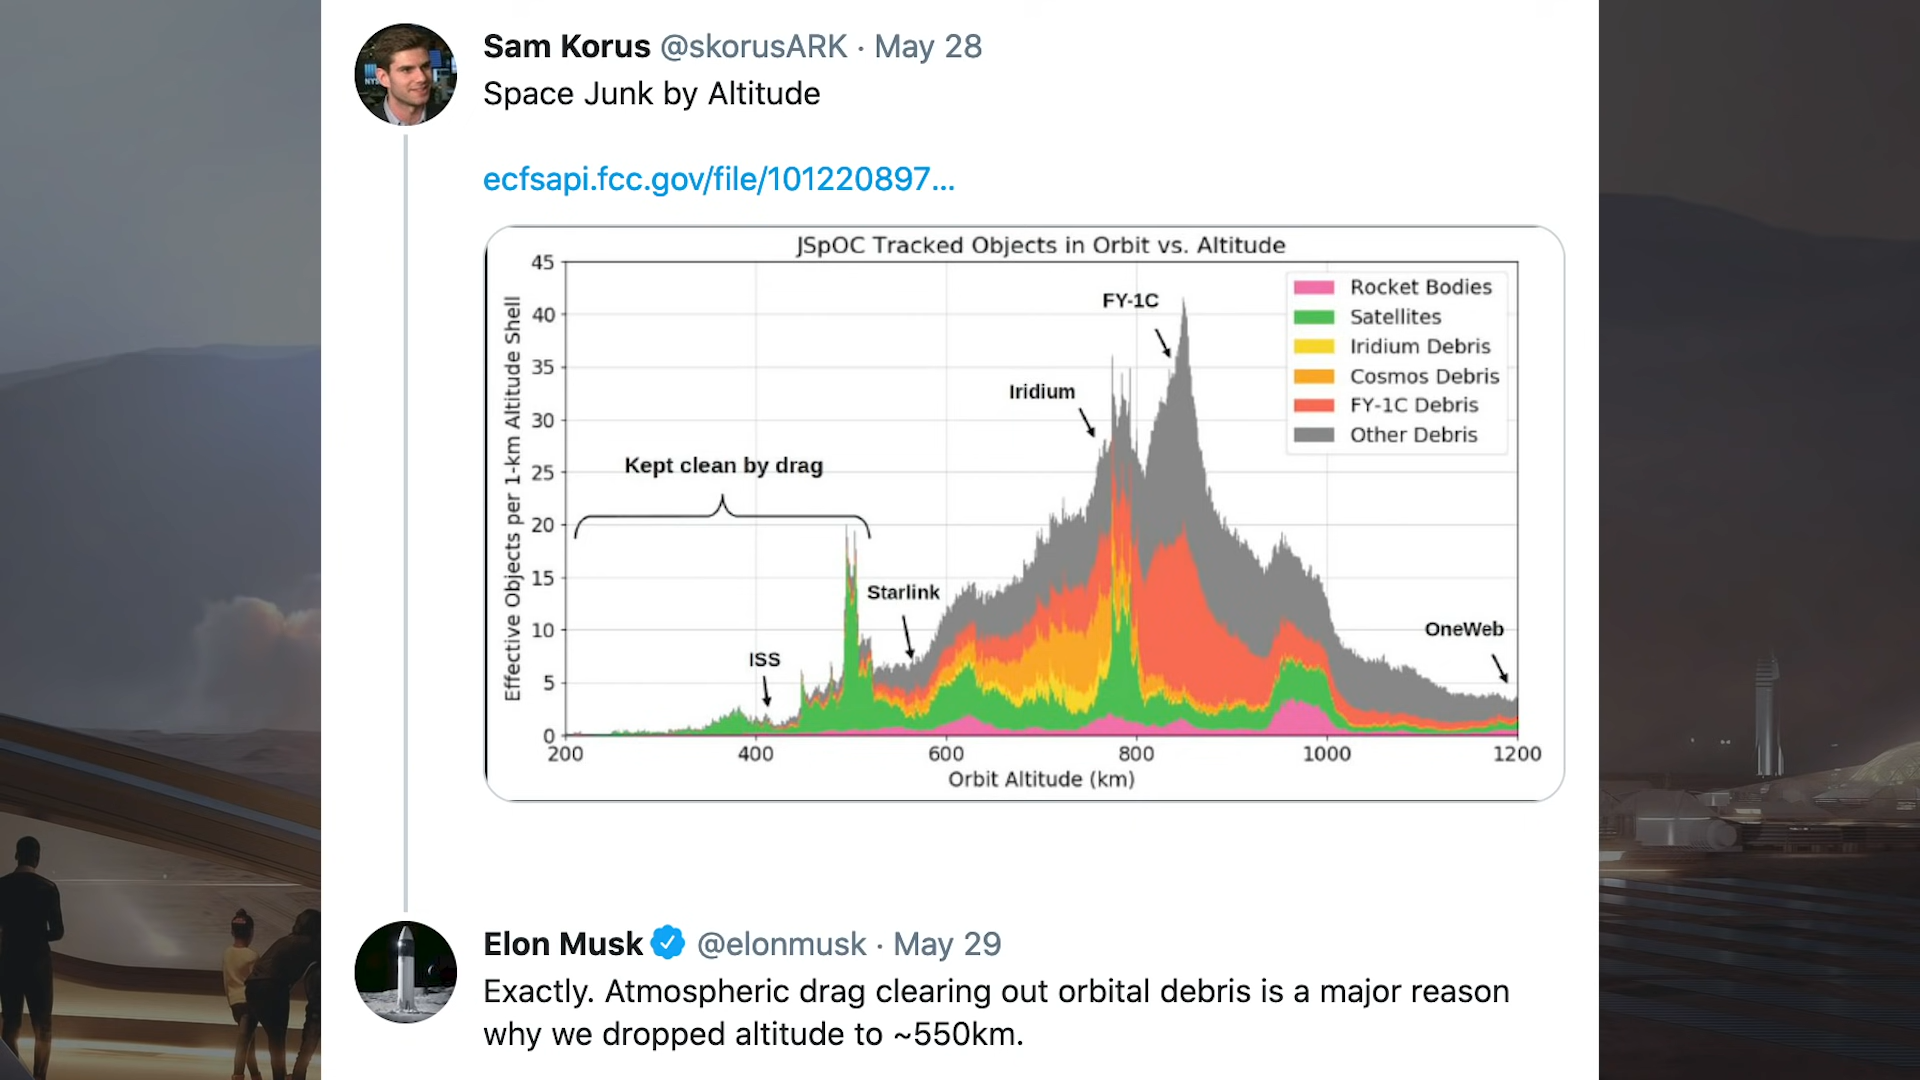 Sam Korus @skorusARK · May 28
Space Junk by Altitude
ecfsapi.fcc.gov/file/101220897...
JSpOC Tracked Objects in Orbit vs. Altitude
Effective Objects per 1-km Altitude Shell
45
40
35
30
25
20
15
10
5
0
Kept clean by drag
ISS
Starlink
Iridium
FY-1C
OneWeb
Rocket Bodies
Satellites
Iridium Debris
Cosmos Debris
FY-1C Debris
Other Debris
200 400 600 800 1000 1200
Orbit Altitude (km)
Elon Musk @elonmusk · May 29
Exactly. Atmospheric drag clearing out orbital debris is a major reason
why we dropped altitude to ~550km.